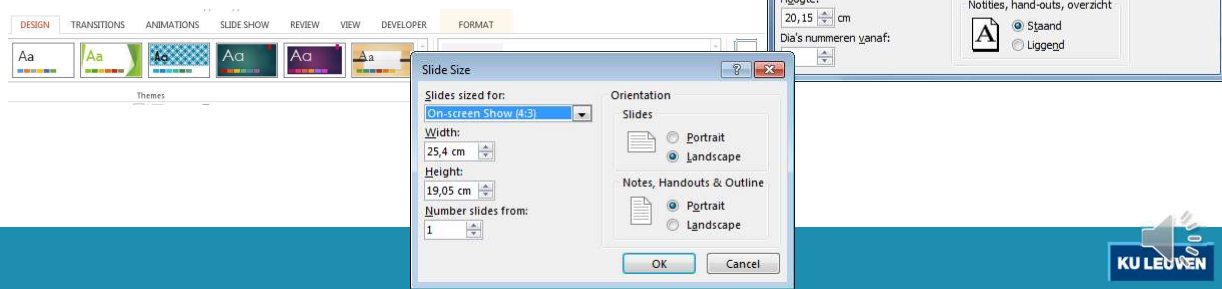 DESIGN TRANSITIONS ANIMATIONS SLIDE SHOW REVIEW VIEW DEVELOPER FORMAT
Aa Aa Aa Aa Aa Aa
Themes
Hoogte:
20,15 cm
Dia's nummeren vanaf:
Notities, hand-outs, overzicht
A
Staand
Liggend
Slide Size
Slides sized for:
On-screen Show (4:3)
Width:
25,4 cm
Height:
19,05 cm
Number slides from:
1
Orientation
Slides
Portrait
Landscape
Notes, Handouts & Outline
Portrait
Landscape
OK Cancel
KU LEUVEN